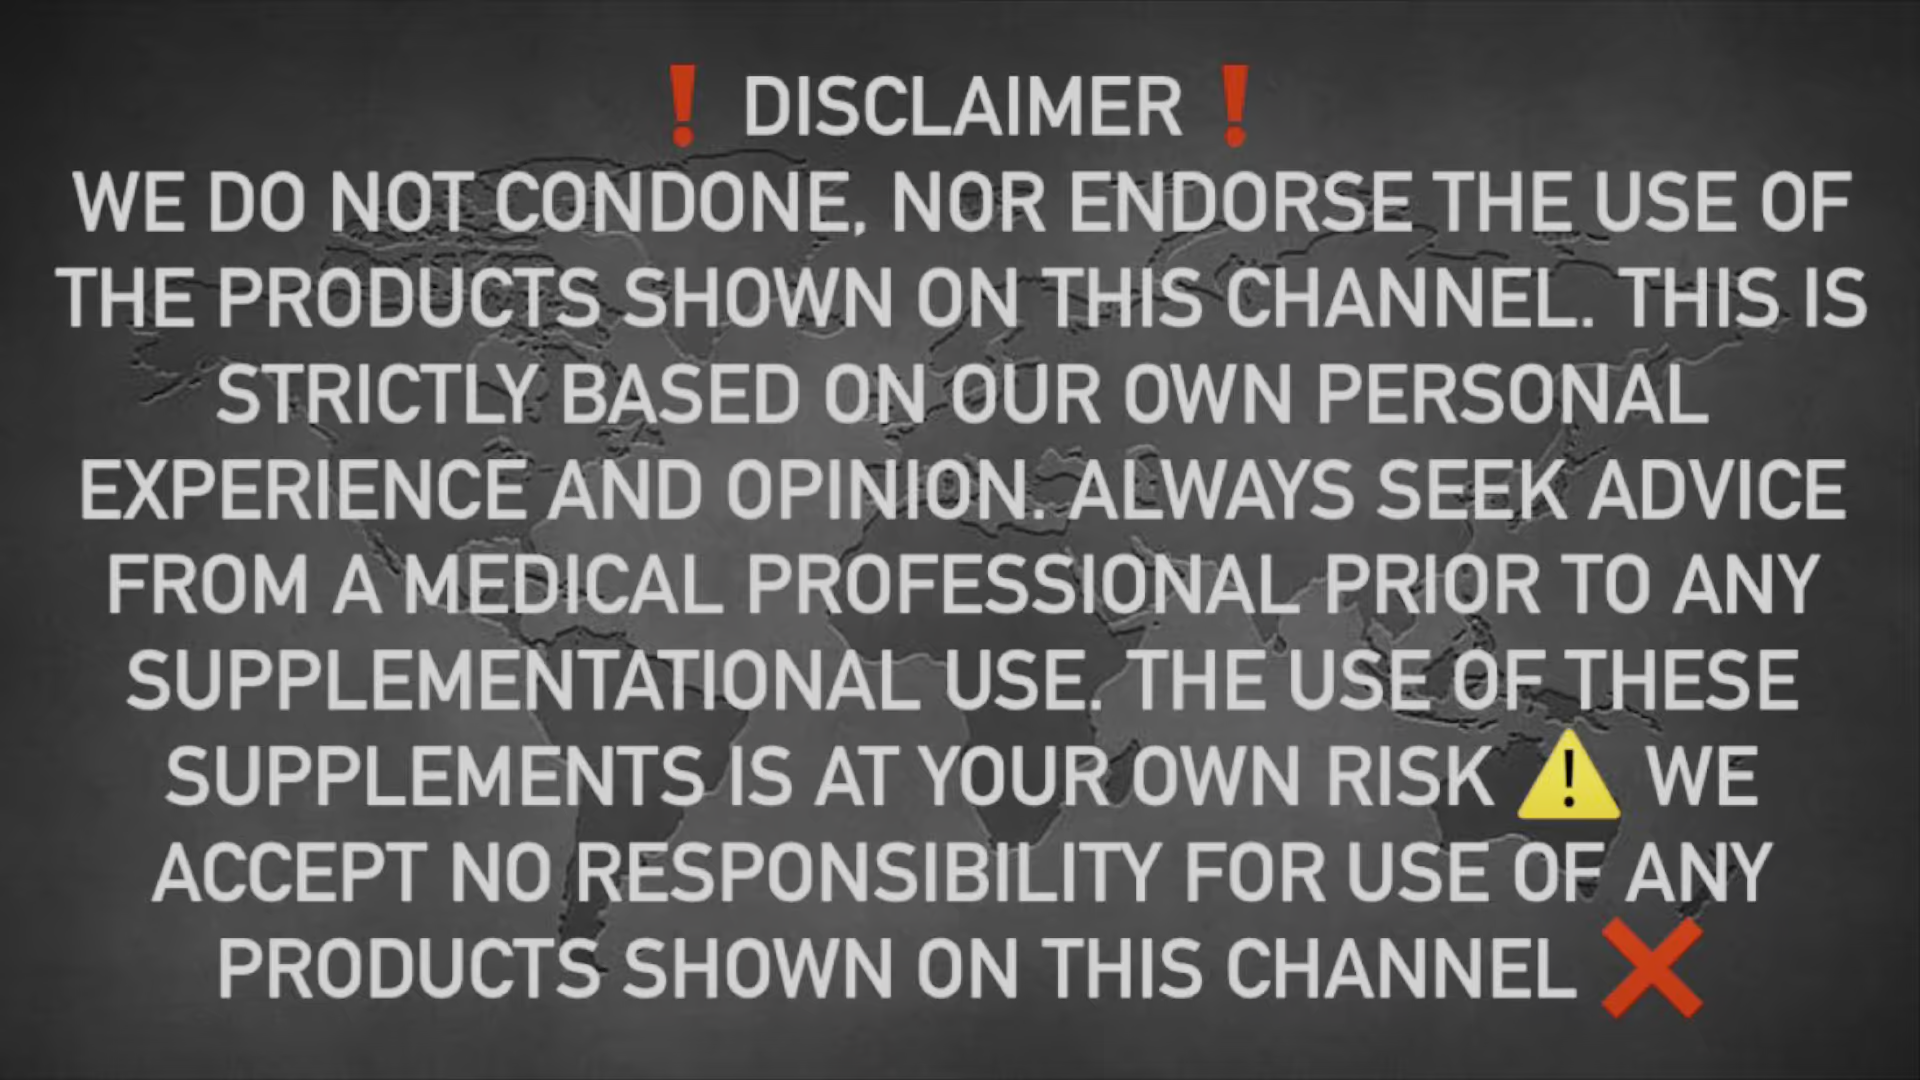 ❗ DISCLAIMER ❗
WE DO NOT CONDONE, NOR ENDORSE THE USE OF
THE PRODUCTS SHOWN ON THIS CHANNEL. THIS IS
STRICTLY BASED ON OUR OWN PERSONAL
EXPERIENCE AND OPINION. ALWAYS SEEK ADVICE
FROM A MEDICAL PROFESSIONAL PRIOR TO ANY
SUPPLEMENTATIONAL USE. THE USE OF THESE
SUPPLEMENTS IS AT YOUR OWN RISK ⚠️ WE
ACCEPT NO RESPONSIBILITY FOR USE OF ANY
PRODUCTS SHOWN ON THIS CHANNEL ❌